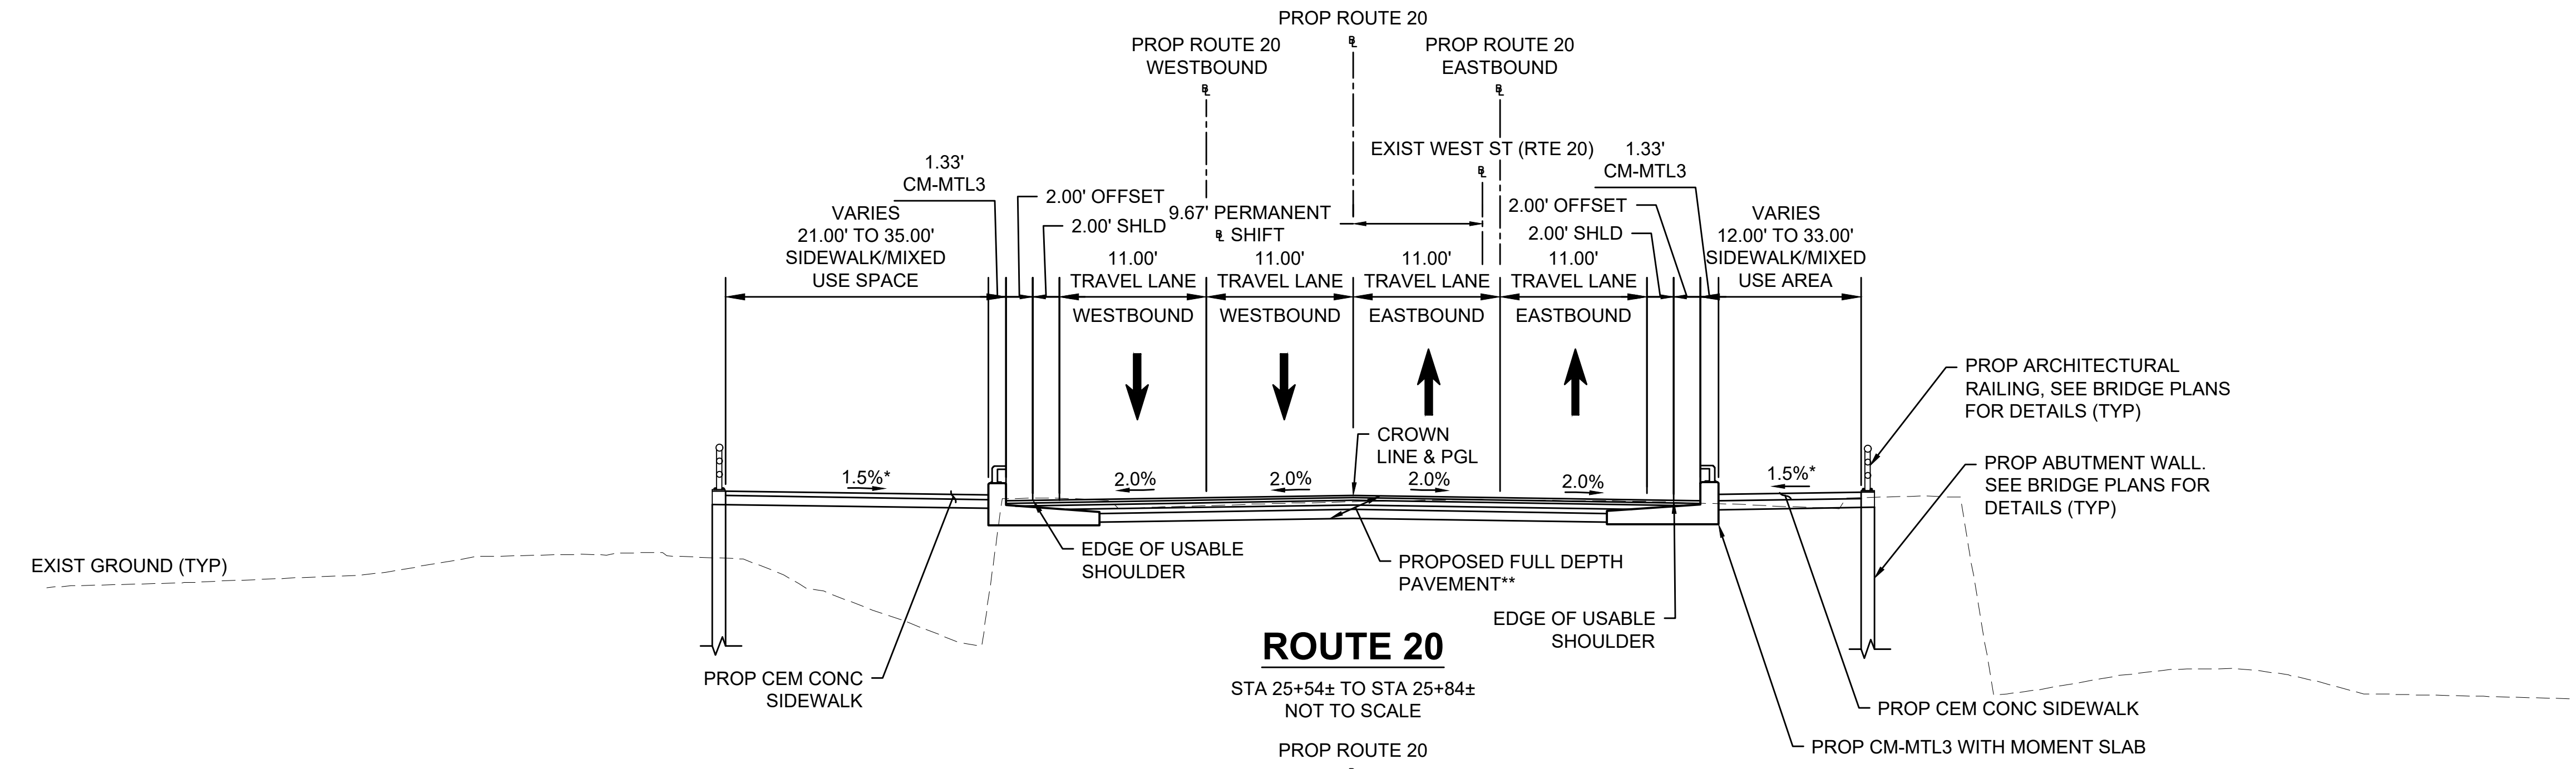 PROP ROUTE 20
℄
PROP ROUTE 20
WESTBOUND
℄
PROP ROUTE 20
EASTBOUND
℄
EXIST WEST ST (RTE 20)
℄
1.33'
CM-MTL3
2.00' OFFSET
2.00' SHLD
9.67' PERMANENT
℄ SHIFT
2.00' OFFSET
2.00' SHLD
1.33'
CM-MTL3
VARIES
21.00' TO 35.00'
SIDEWALK/MIXED
USE SPACE
11.00'
TRAVEL LANE
WESTBOUND
11.00'
TRAVEL LANE
WESTBOUND
11.00'
TRAVEL LANE
EASTBOUND
11.00'
TRAVEL LANE
EASTBOUND
VARIES
12.00' TO 33.00'
SIDEWALK/MIXED
USE AREA
PROP ARCHITECTURAL
RAILING, SEE BRIDGE PLANS
FOR DETAILS (TYP)
CROWN
LINE & PGL
1.5%*
2.0%
2.0%
2.0%
2.0%
1.5%*
PROP ABUTMENT WALL.
SEE BRIDGE PLANS FOR
DETAILS (TYP)
EXIST GROUND (TYP)
EDGE OF USABLE
SHOULDER
PROPOSED FULL DEPTH
PAVEMENT**
EDGE OF USABLE
SHOULDER
PROP CEM CONC
SIDEWALK
ROUTE 20
STA 25+54± TO STA 25+84±
NOT TO SCALE
PROP CEM CONC SIDEWALK
PROP CM-MTL3 WITH MOMENT SLAB
PROP ROUTE 20